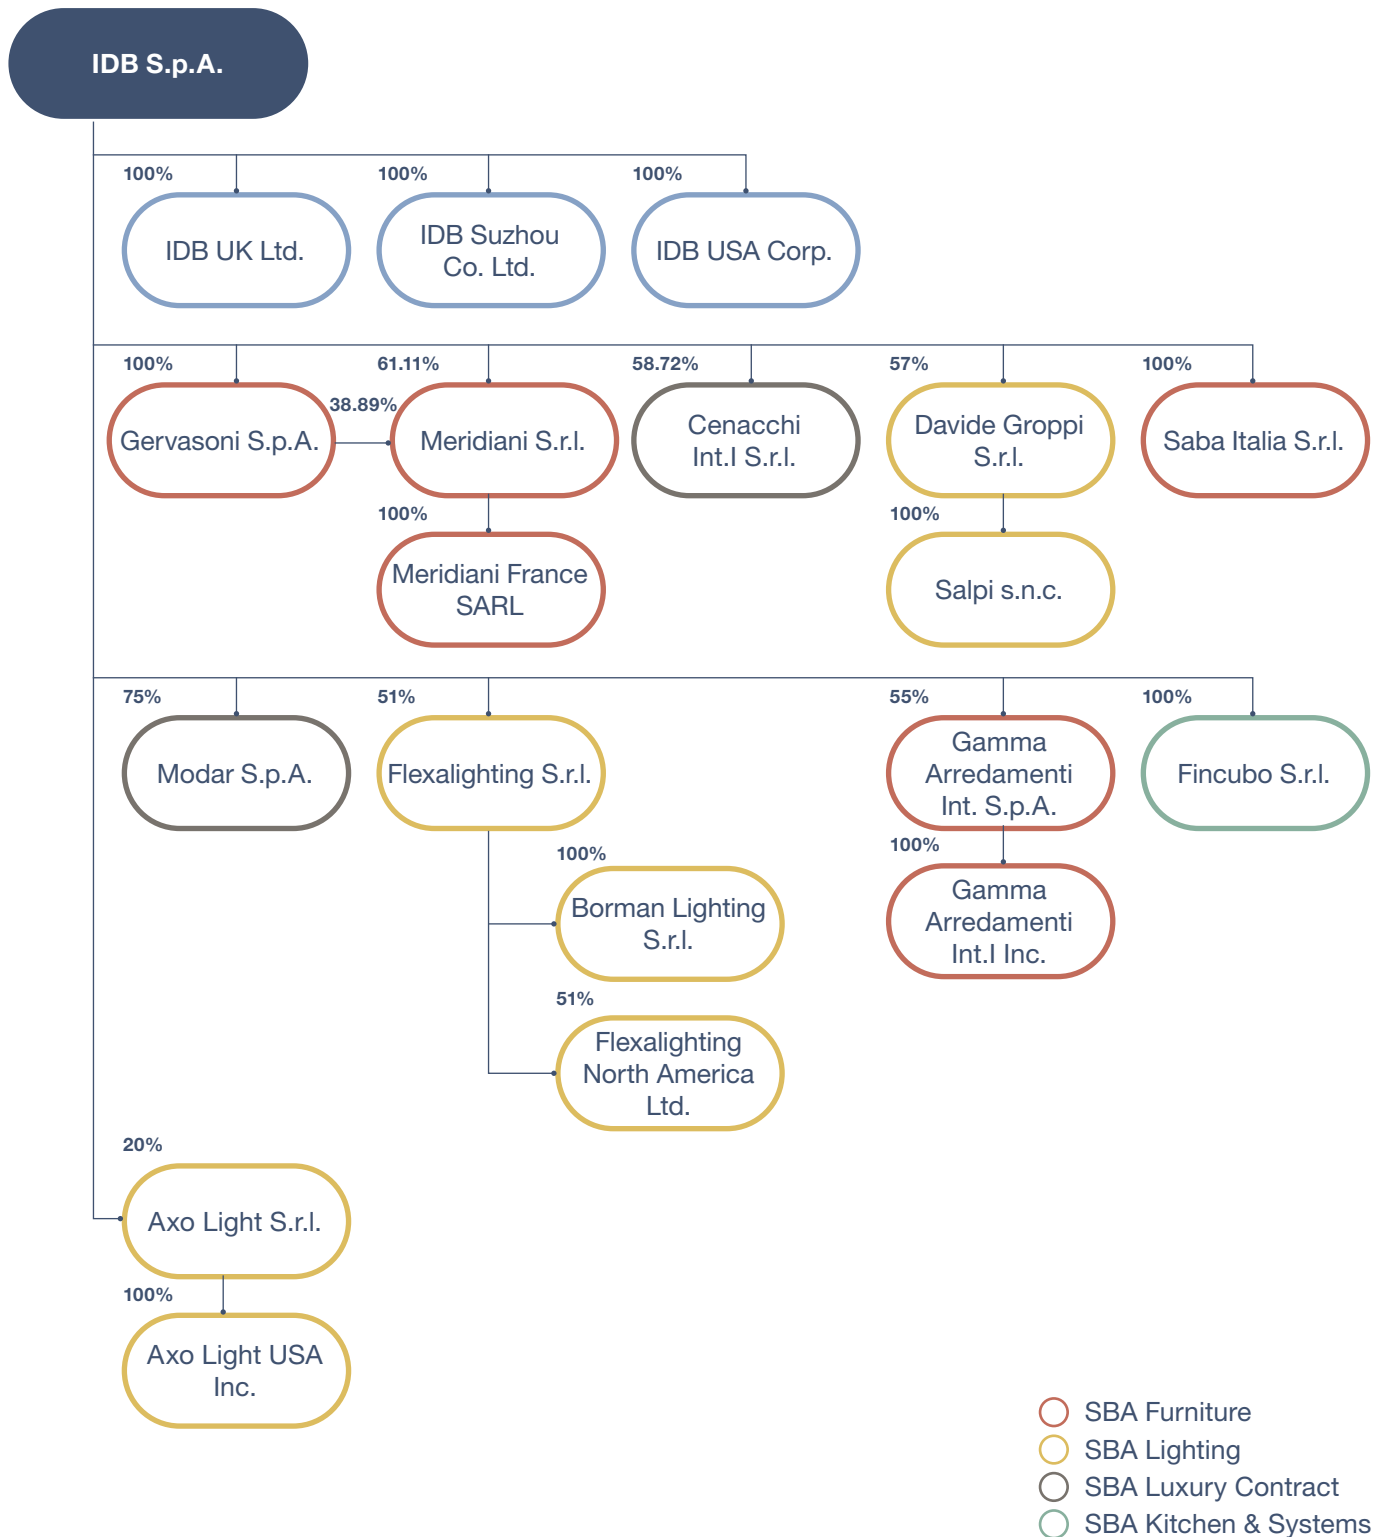 IDB S.p.A.
100%
100%
100%
IDB UK Ltd.
IDB Suzhou
Co. Ltd.
IDB USA Corp.
100%
61.11%
58.72%
57%
100%
38.89%
Gervasoni S.p.A.
Meridiani S.r.l.
Cenacchi
Int.I S.r.l.
Davide Groppi
S.r.l.
Saba Italia S.r.l.
100%
100%
Meridiani France
SARL
Salpi s.n.c.
75%
51%
55%
100%
Modar S.p.A.
Flexalighting S.r.l.
Gamma
Arredamenti
Int. S.p.A.
Fincubo S.r.l.
100%
100%
Borman Lighting
S.r.l.
Gamma
Arredamenti
Int.I Inc.
51%
Flexalighting
North America
Ltd.
20%
Axo Light S.r.l.
100%
Axo Light USA
Inc.
SBA Furniture
SBA Lighting
SBA Luxury Contract
SBA Kitchen & Systems